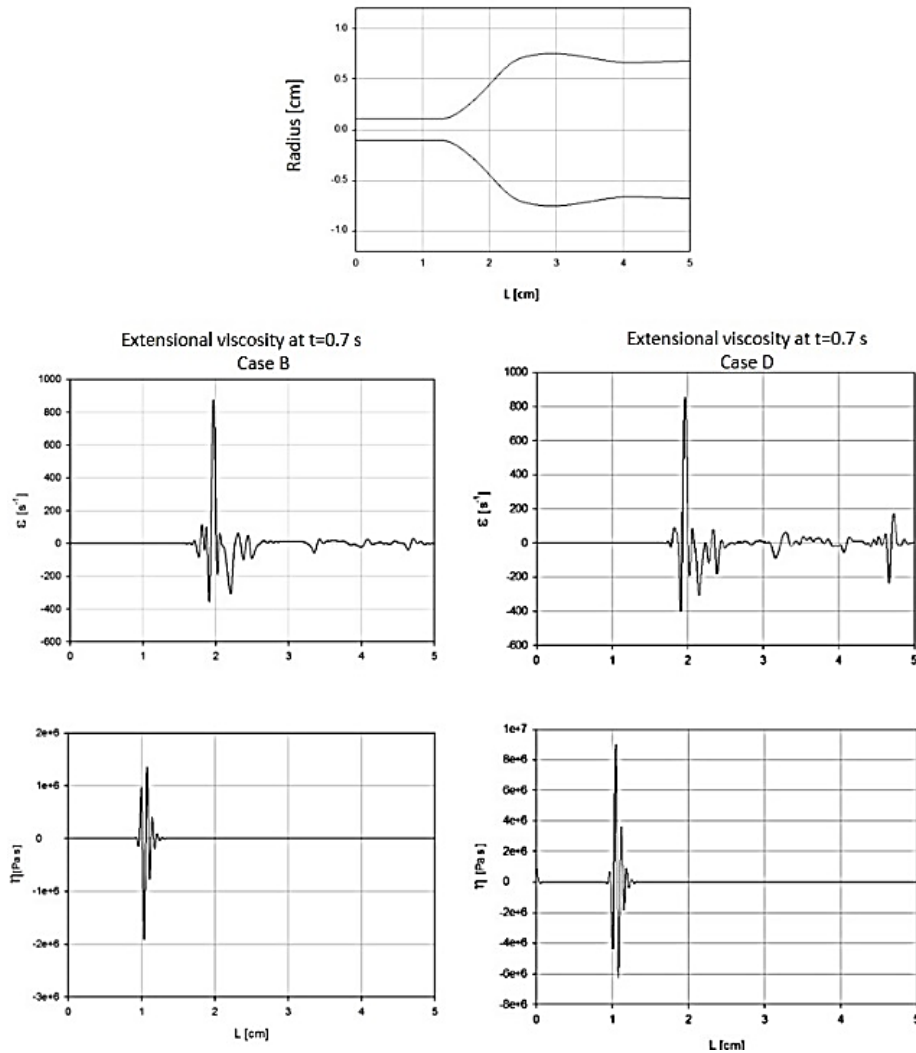 1.0
0.5
0.0
-0.5
-1.0
Radius [cm]
0 1 2 3 4 5
L [cm]
Extensional viscosity at t=0.7 s
Case B
1000
800
600
400
200
0
-200
-400
-600
ε [s⁻¹]
0 1 2 3 4 5
Extensional viscosity at t=0.7 s
Case D
1000
800
600
400
200
0
-200
-400
-600
ε [s⁻¹]
0 1 2 3 4 5
L [cm]
2e+6
1e+6
0
-1e+6
-2e+6
-3e+6
η [Pa s]
0 1 2 3 4 5
L [cm]
1e+7
8e+6
6e+6
4e+6
2e+6
0
-2e+6
-4e+6
-6e+6
-8e+6
η [Pa s]
0 1 2 3 4 5
L [cm]